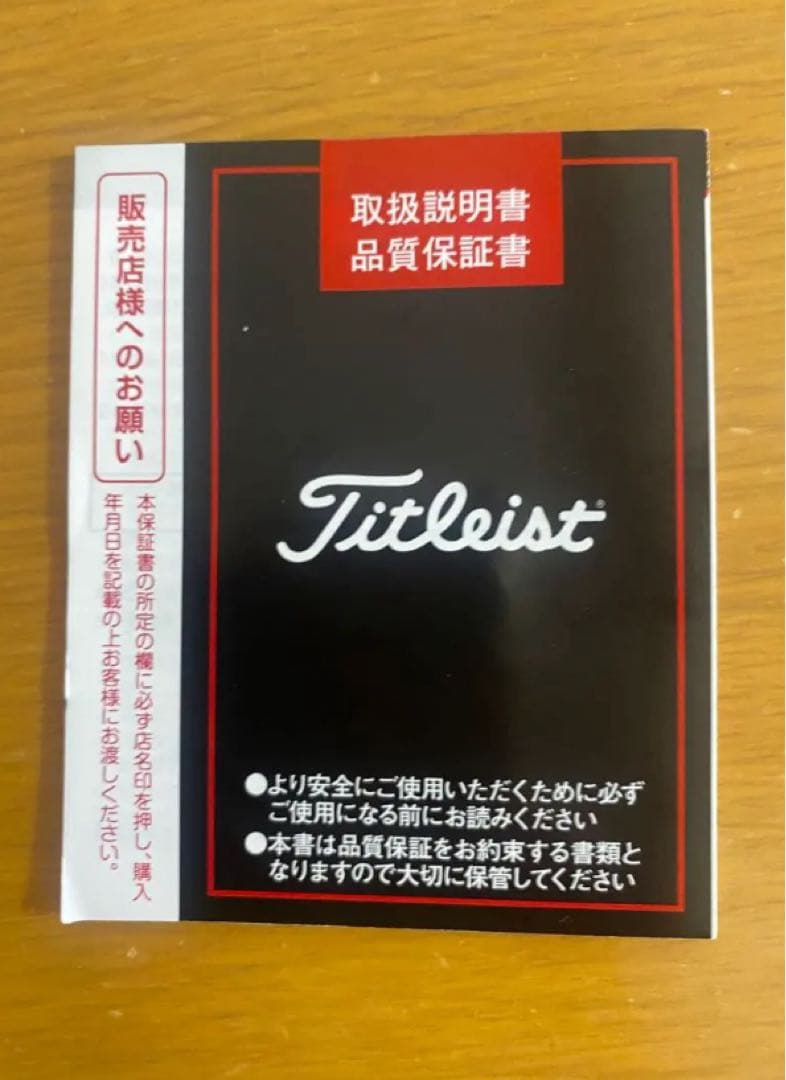 取扱説明書
品質保証書
Titleist®
●より安全にご使用いただくために必ず
ご使用になる前にお読みください
●本書は品質保証をお約束する書類と
なりますので大切に保管してください
販売店様へのお願い
本保証書の所定の欄に必ず店名印を押し、購入
年月日を記載の上お客様にお渡しください。